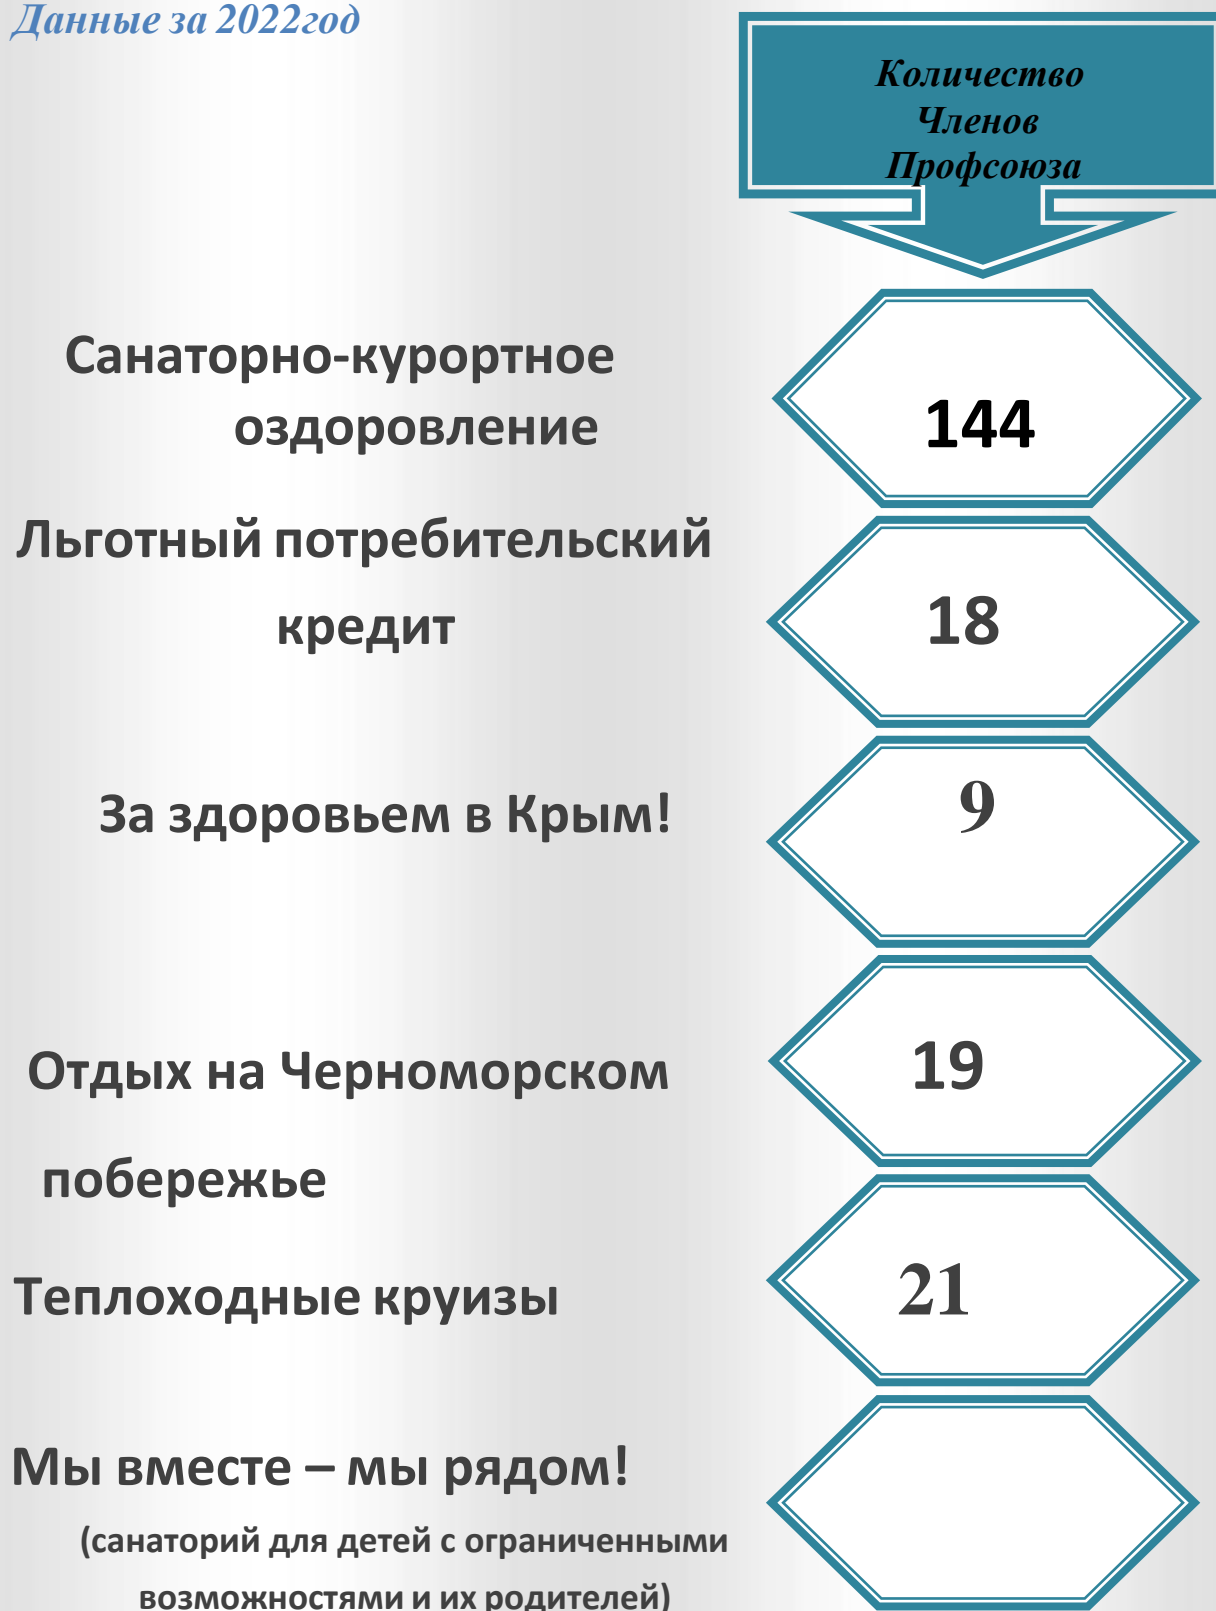 Данные за 2022год
Количество
Членов
Профсоюза
Санаторно-курортное
оздоровление
144
Льготный потребительский
кредит
18
За здоровьем в Крым!
9
Отдых на Черноморском
побережье
19
Теплоходные круизы
21
Мы вместе – мы рядом!
(санаторий для детей с ограниченными
возможностями и их родителей)